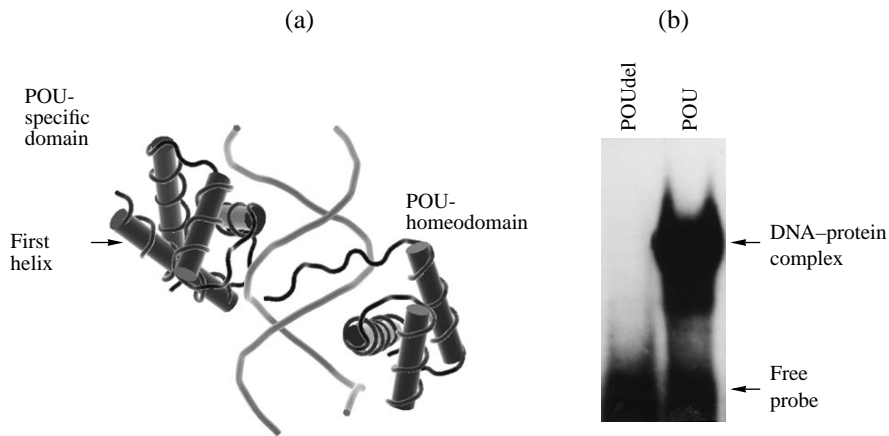 (a)
POU-
specific
domain
First
helix
POU-
homeodomain
(b)
POUdel
POU
DNA–protein
complex
Free
probe